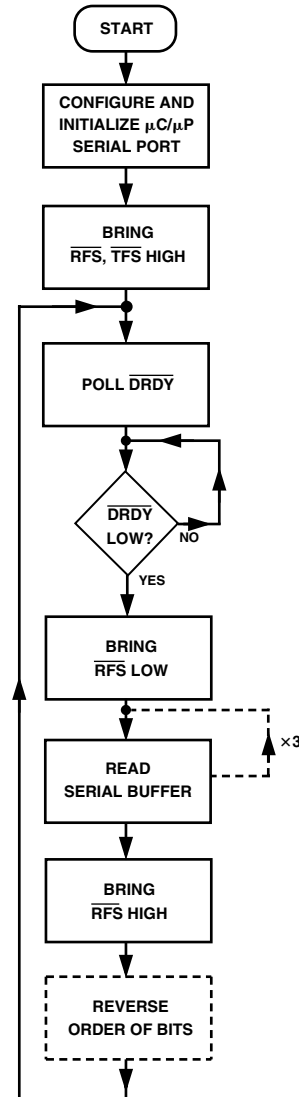 START
CONFIGURE AND
INITIALIZE μC/μP
SERIAL PORT
BRING
RFS, TFS HIGH
POLL DRDY
DRDY
LOW?
NO
YES
BRING
RFS LOW
×3
READ
SERIAL BUFFER
BRING
RFS HIGH
REVERSE
ORDER OF BITS